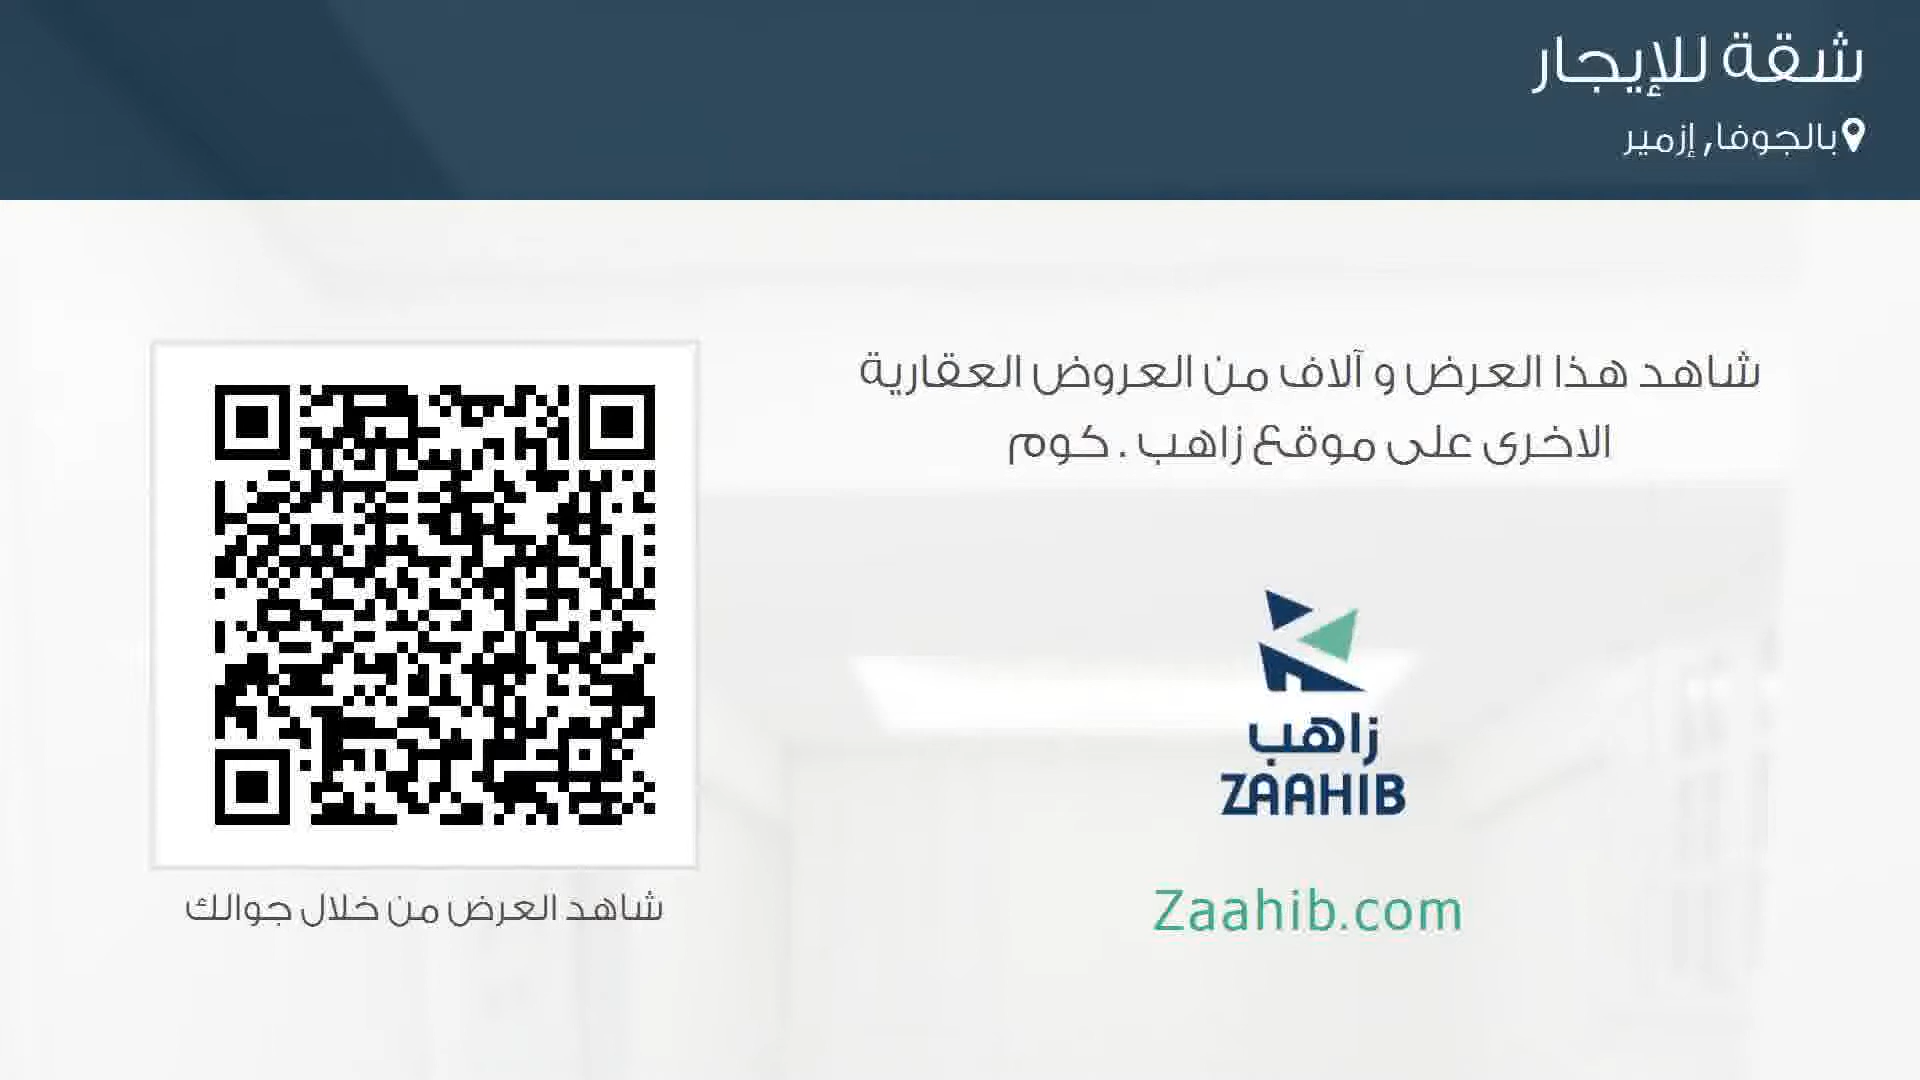 شقة للإيجار
بالجوفا, إزمير
شاهد هذا العرض و آلاف من العروض العقارية
الاخرى على موقع زاهب . كوم
زاهب
ZAAHIB
Zaahib.com
شاهد العرض من خلال جوالك